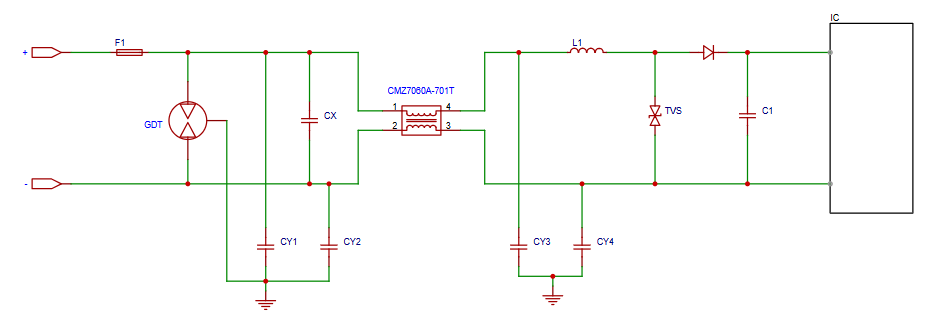 IC
+
F1
L1
CMZ7060A-701T
1
4
GDT
CX
2
3
TVS
C1
-
CY1
CY2
CY3
CY4